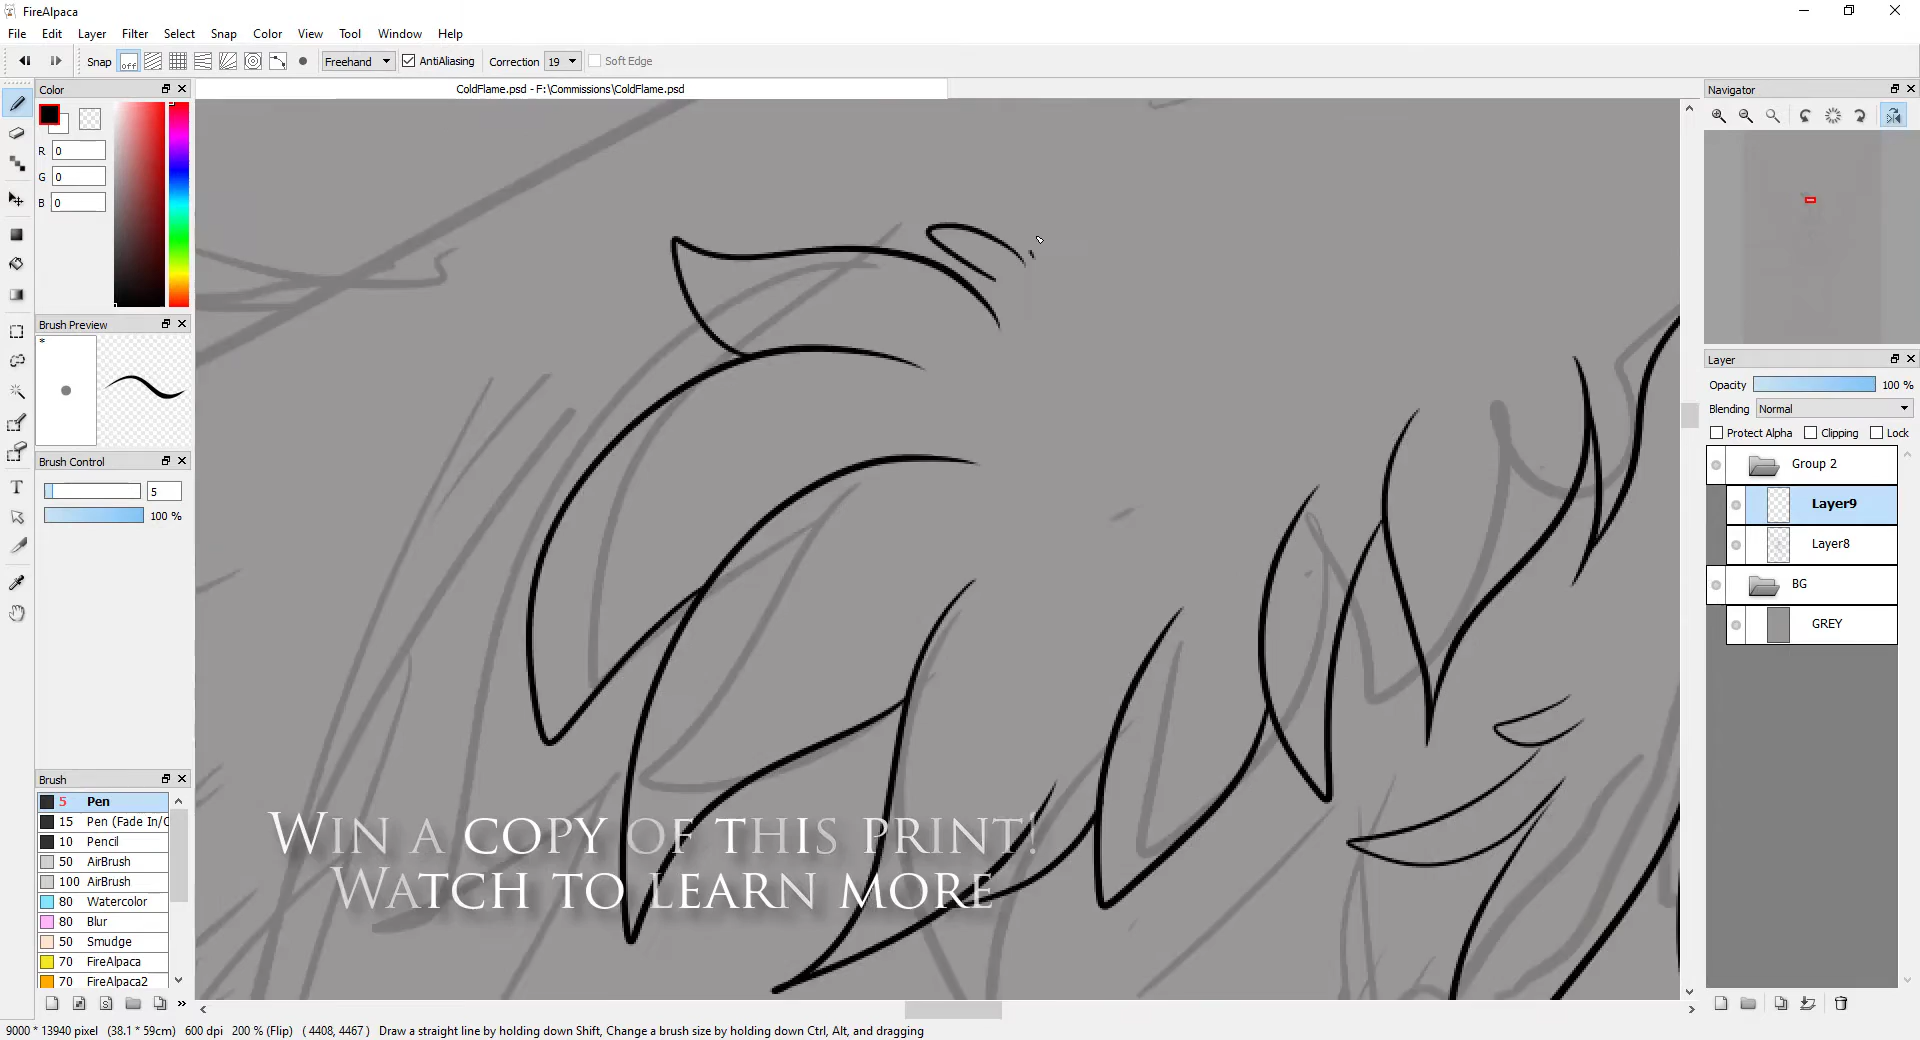 FireAlpaca
File Edit Layer Filter Select Snap Color View Tool Window Help
Snap off Freehand AntiAliasing Correction 19 Soft Edge
Color
ColdFlame.psd - F:\Commissions\ColdFlame.psd
Navigator
R 0
G 0
B 0
Brush Preview
*
Layer
Opacity 100 %
Blending Normal
Protect Alpha Clipping Lock
Brush Control
Group 2
5
Layer9
100 %
Layer8
BG
GREY
Brush
5 Pen
15 Pen (Fade In/O
10 Pencil
50 AirBrush
100 AirBrush
80 Watercolor
80 Blur
50 Smudge
70 FireAlpaca
70 FireAlpaca2
Win a copy of this print!
Watch to learn more
9000 * 13940 pixel (38.1 * 59cm) 600 dpi 200 % (Flip) ( 4408, 4467 ) Draw a straight line by holding down Shift, Change a brush size by holding down Ctrl, Alt, and dragging